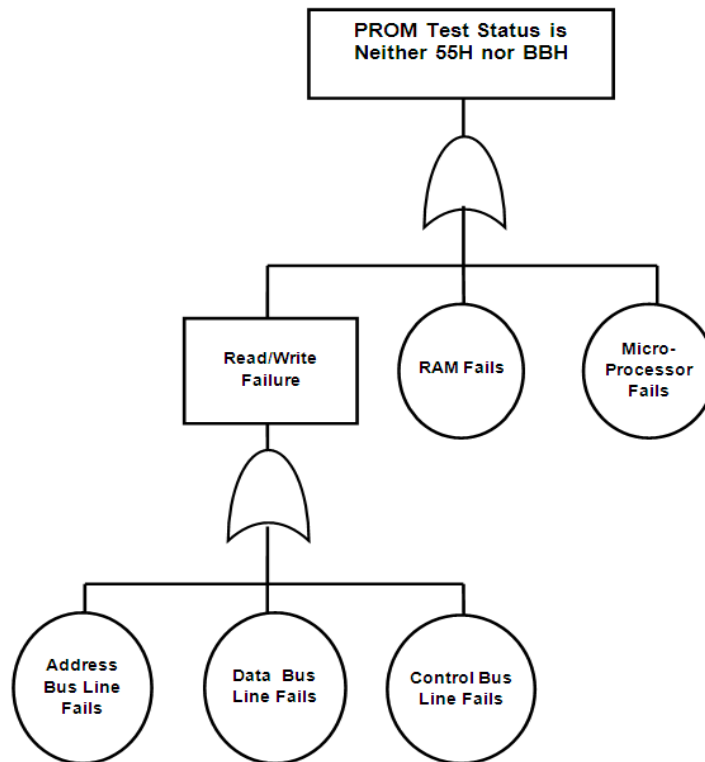 PROM Test Status is
Neither 55H nor BBH
Read/Write
Failure
RAM Fails
Micro-
Processor
Fails
Address
Bus Line
Fails
Data Bus
Line Fails
Control Bus
Line Fails